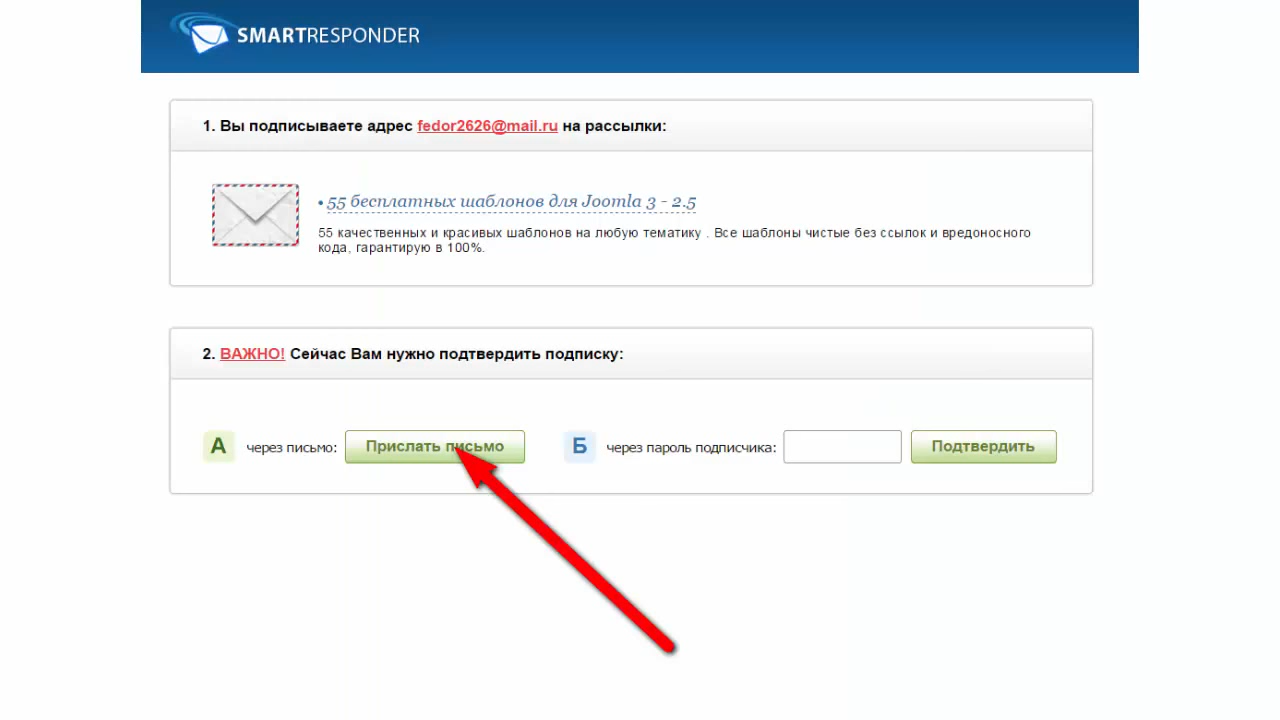 SMARTRESPONDER
1. Вы подписываете адрес fedor2626@mail.ru на рассылки:
• 55 бесплатных шаблонов для Joomla 3 - 2.5
55 качественных и красивых шаблонов на любую тематику . Все шаблоны чистые без ссылок и вредоносного
кода, гарантирую в 100%.
2. ВАЖНО! Сейчас Вам нужно подтвердить подписку:
А через письмо: Прислать письмо Б через пароль подписчика: Подтвердить